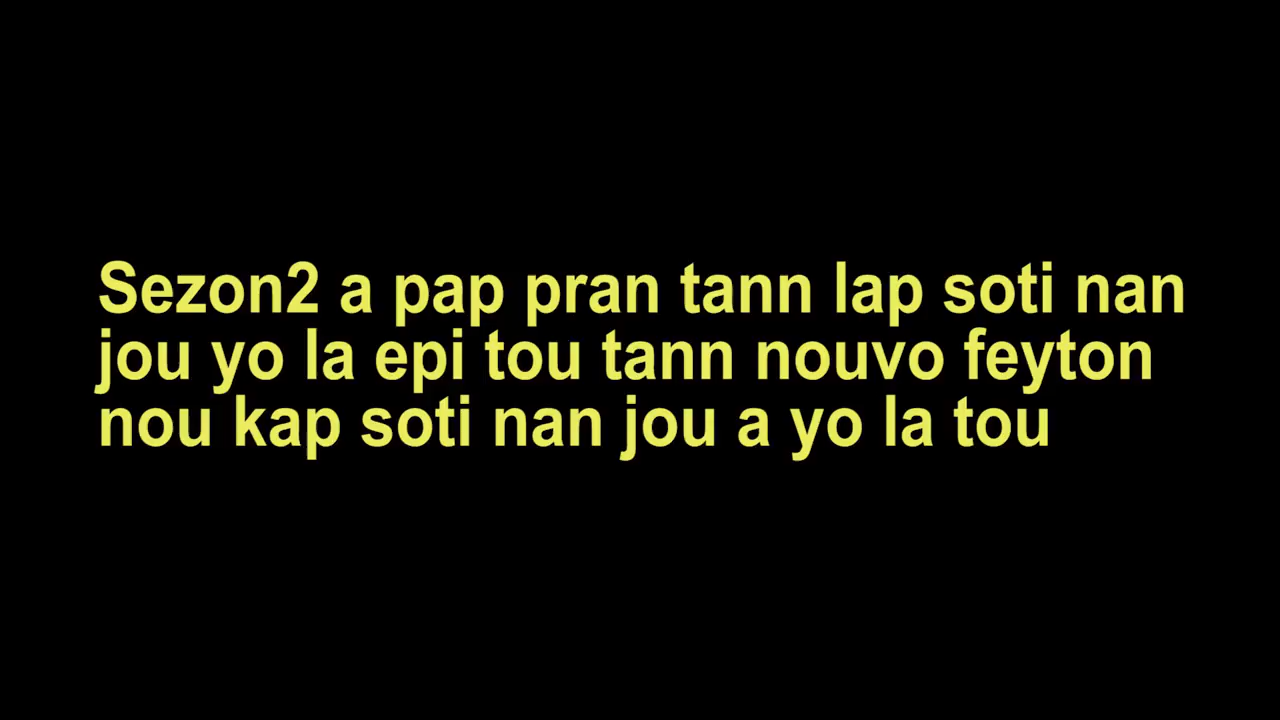 Sezon2 a pap pran tann lap soti nan
jou yo la epi tou tann nouvo feyton
nou kap soti nan jou a yo la tou